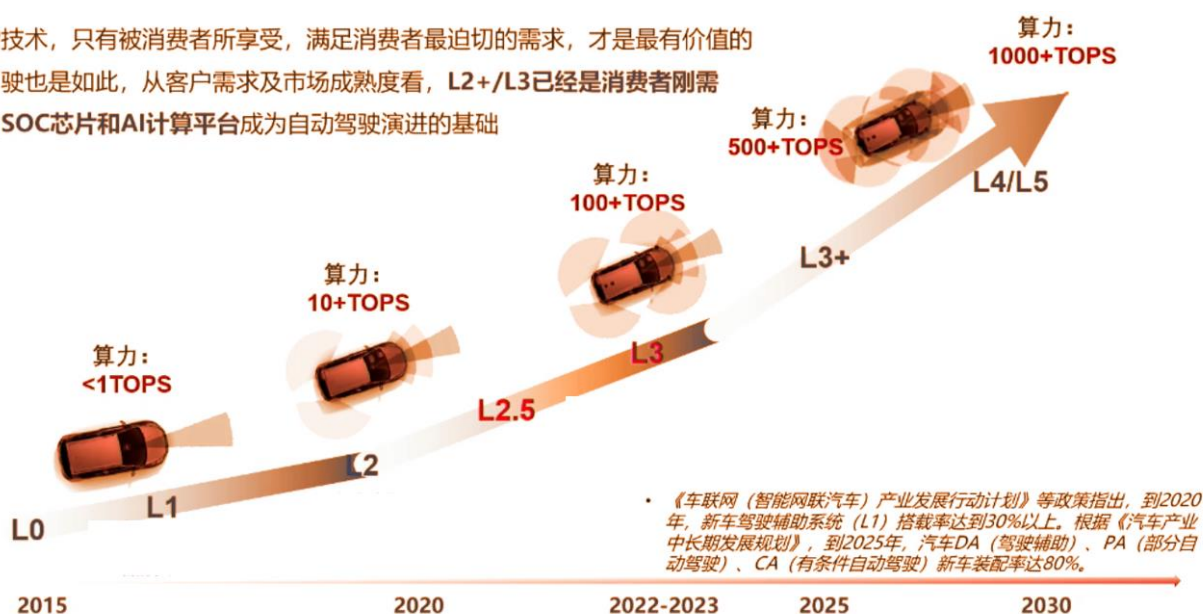 技术，只有被消费者所享受，满足消费者最迫切的需求，才是最有价值的
驶也是如此，从客户需求及市场成熟度看，L2+/L3已经是消费者刚需
SOC芯片和AI计算平台成为自动驾驶演进的基础
算力：
1000+TOPS
算力：
500+TOPS
算力：
100+TOPS
算力：
10+TOPS
算力：
<1TOPS
L4/L5
L3+
L3
L2.5
L2
L1
L0
• 《车联网（智能网联汽车）产业发展行动计划》等政策指出，到2020
年，新车驾驶辅助系统（L1）搭载率达到30%以上。根据《汽车产业
中长期发展规划》，到2025年，汽车DA（驾驶辅助）、PA（部分自
动驾驶）、CA（有条件自动驾驶）新车装配率达80%。
2015 2020 2022-2023 2025 2030